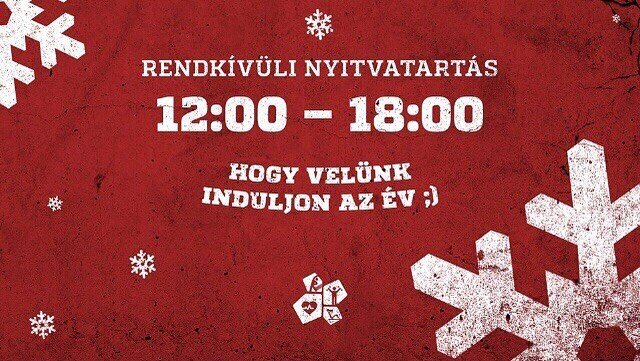 RENDKÍVÜLI NYITVATARTÁS
12:00 – 18:00
HOGY VELÜNK
INDULJON AZ ÉV ;)